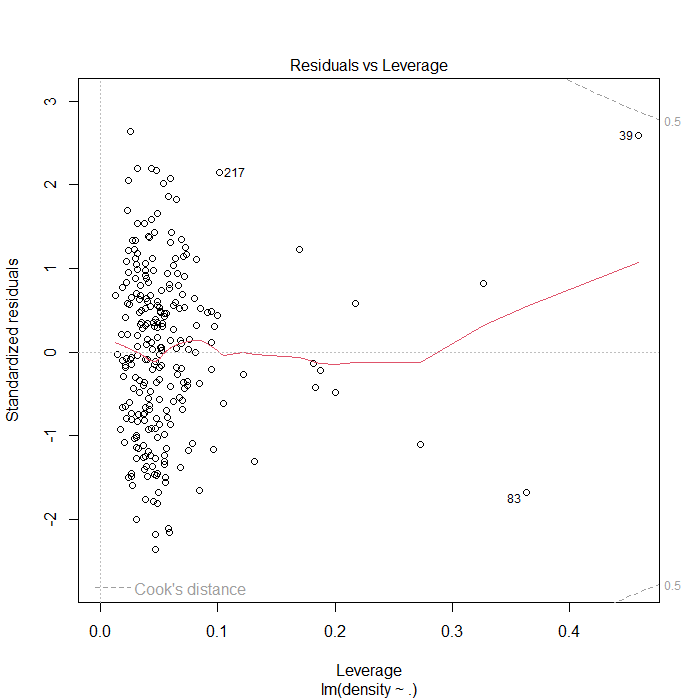 Residuals vs Leverage
3
2
1
0
-1
-2
Standardized residuals
0.5
39
217
83
0.5
Cook's distance
0.0 0.1 0.2 0.3 0.4
Leverage
lm(density ~ .)